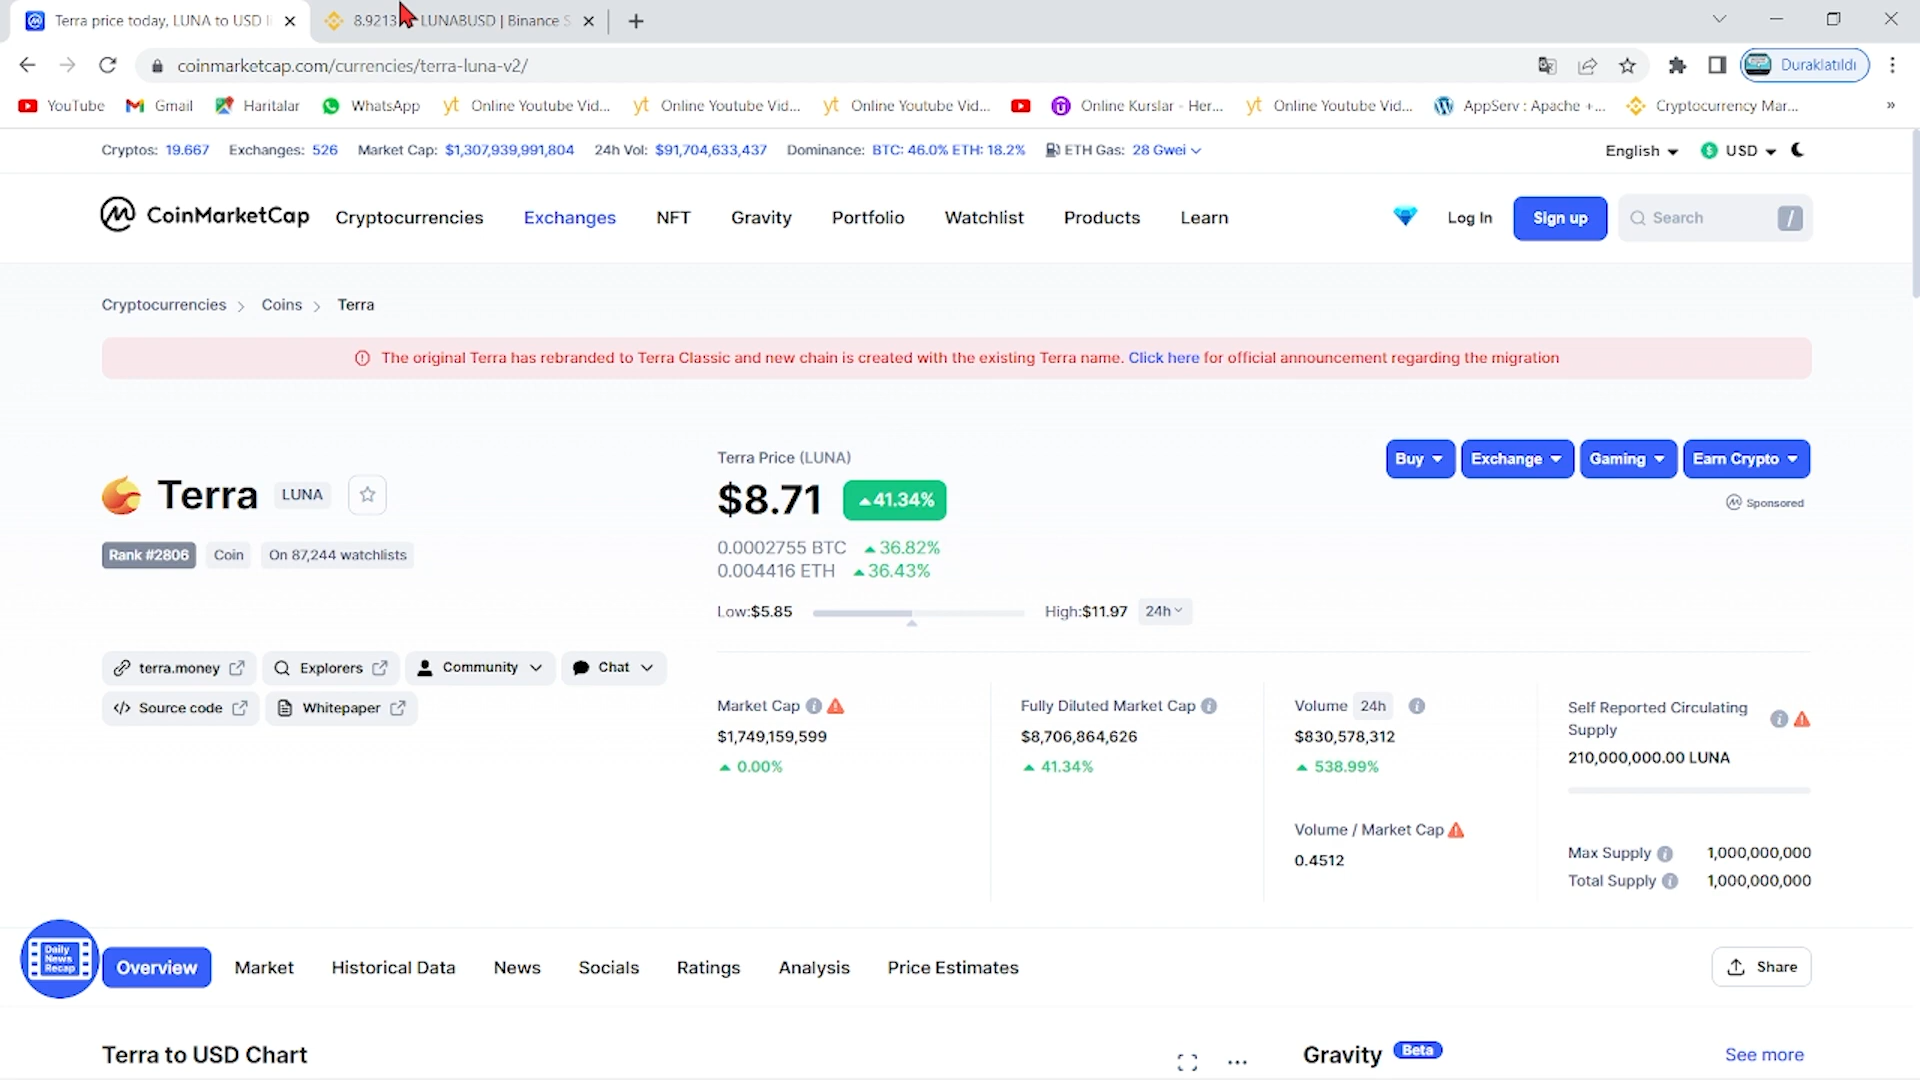 Terra price today, LUNA to USD li
8.9213 LUNABUSD | Binance S
coinmarketcap.com/currencies/terra-luna-v2/
Duraklatıldı
YouTube Gmail Haritalar WhatsApp Online Youtube Vid... Online Youtube Vid... Online Youtube Vid... Online Kurslar - Her... Online Youtube Vid... AppServ : Apache +... Cryptocurrency Mar... »
Cryptos: 19.667 Exchanges: 526 Market Cap: $1,307,939,991,804 24h Vol: $91,704,633,437 Dominance: BTC: 46.0% ETH: 18.2% ETH Gas: 28 Gwei
English USD
CoinMarketCap Cryptocurrencies Exchanges NFT Gravity Portfolio Watchlist Products Learn Log In Sign up Search /
Cryptocurrencies > Coins > Terra
The original Terra has rebranded to Terra Classic and new chain is created with the existing Terra name. Click here for official announcement regarding the migration
Terra LUNA
Rank #2806 Coin On 87,244 watchlists
terra.money Explorers Community Chat
Source code Whitepaper
Terra Price (LUNA)
$8.71 41.34%
0.0002755 BTC 36.82%
0.004416 ETH 36.43%
Low:$5.85 High:$11.97 24h
Buy Exchange Gaming Earn Crypto
Sponsored
Market Cap
$1,749,159,599
0.00%
Fully Diluted Market Cap
$8,706,864,626
41.34%
Volume 24h
$830,578,312
538.99%
Volume / Market Cap
0.4512
Self Reported Circulating
Supply
210,000,000.00 LUNA
Max Supply 1,000,000,000
Total Supply 1,000,000,000
Daily
News
Recap
Overview Market Historical Data News Socials Ratings Analysis Price Estimates Share
Terra to USD Chart
Gravity Beta See more